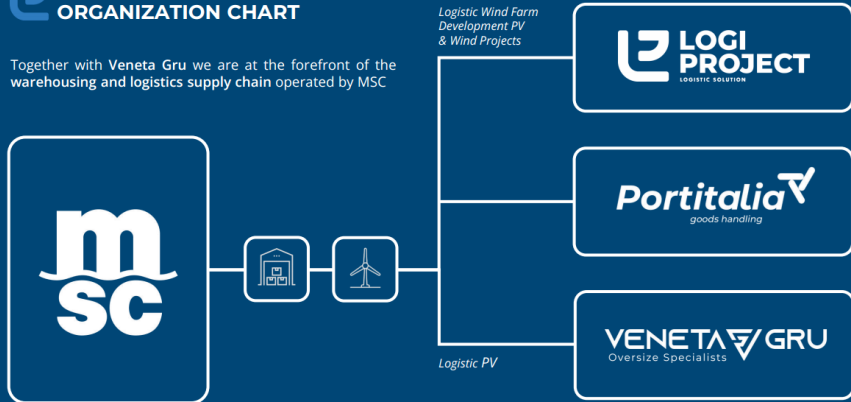 ORGANIZATION CHART
Together with Veneta Gru we are at the forefront of the
warehousing and logistics supply chain operated by MSC
msc
Logistic Wind Farm
Development PV
& Wind Projects
LOGI
PROJECT
LOGISTIC SOLUTION
Portitalia
goods handling
Logistic PV
VENETA GRU
Oversize Specialists